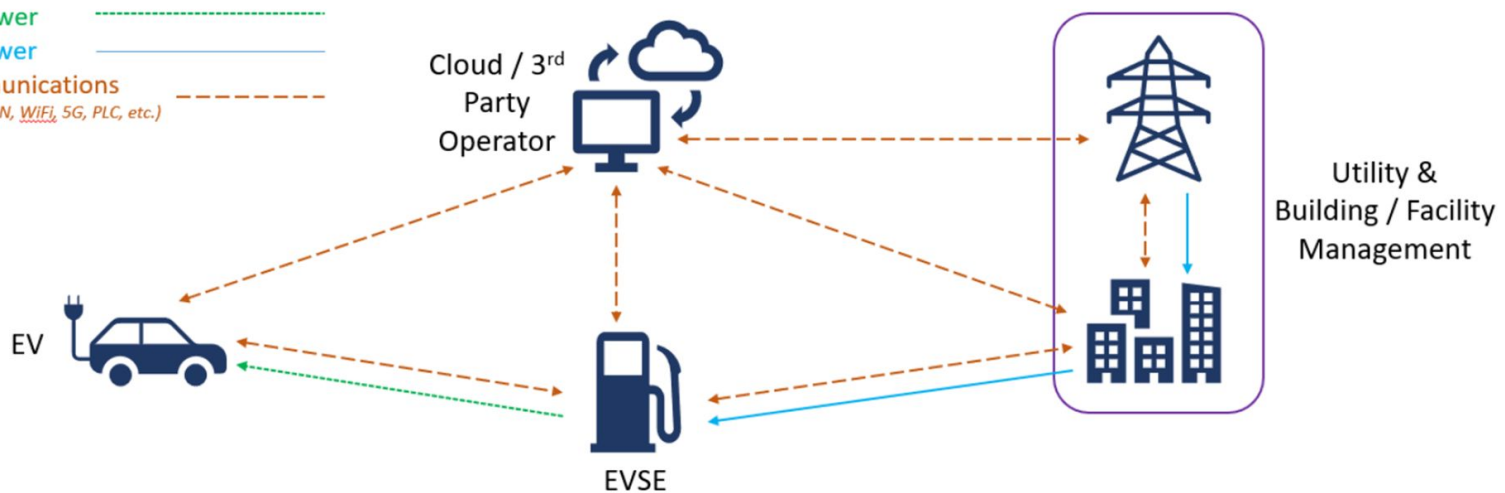 wer
wer
unications
N, WiFi, 5G, PLC, etc.)
Cloud / 3rd
Party
Operator
Utility &
Building / Facility
Management
EV
EVSE